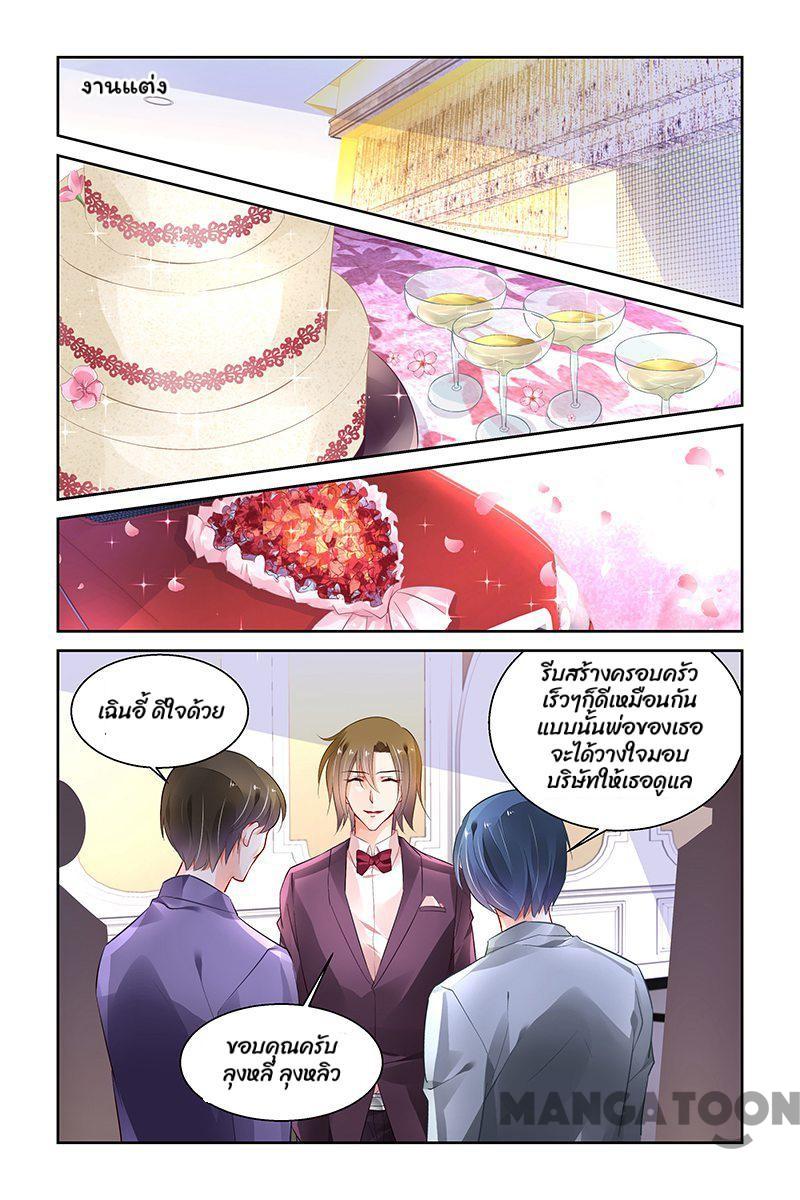 งานแต่ง
เฉินอี้ ดีใจด้วย
รีบสร้างครอบครัว
เร็วๆก็ดีเหมือนกัน
แบบนั้นพ่อของเธอ
จะได้วางใจมอบ
บริษัทให้เธอดูแล
ขอบคุณครับ
ลุงหลี่ ลุงหลิว
MANGATOON